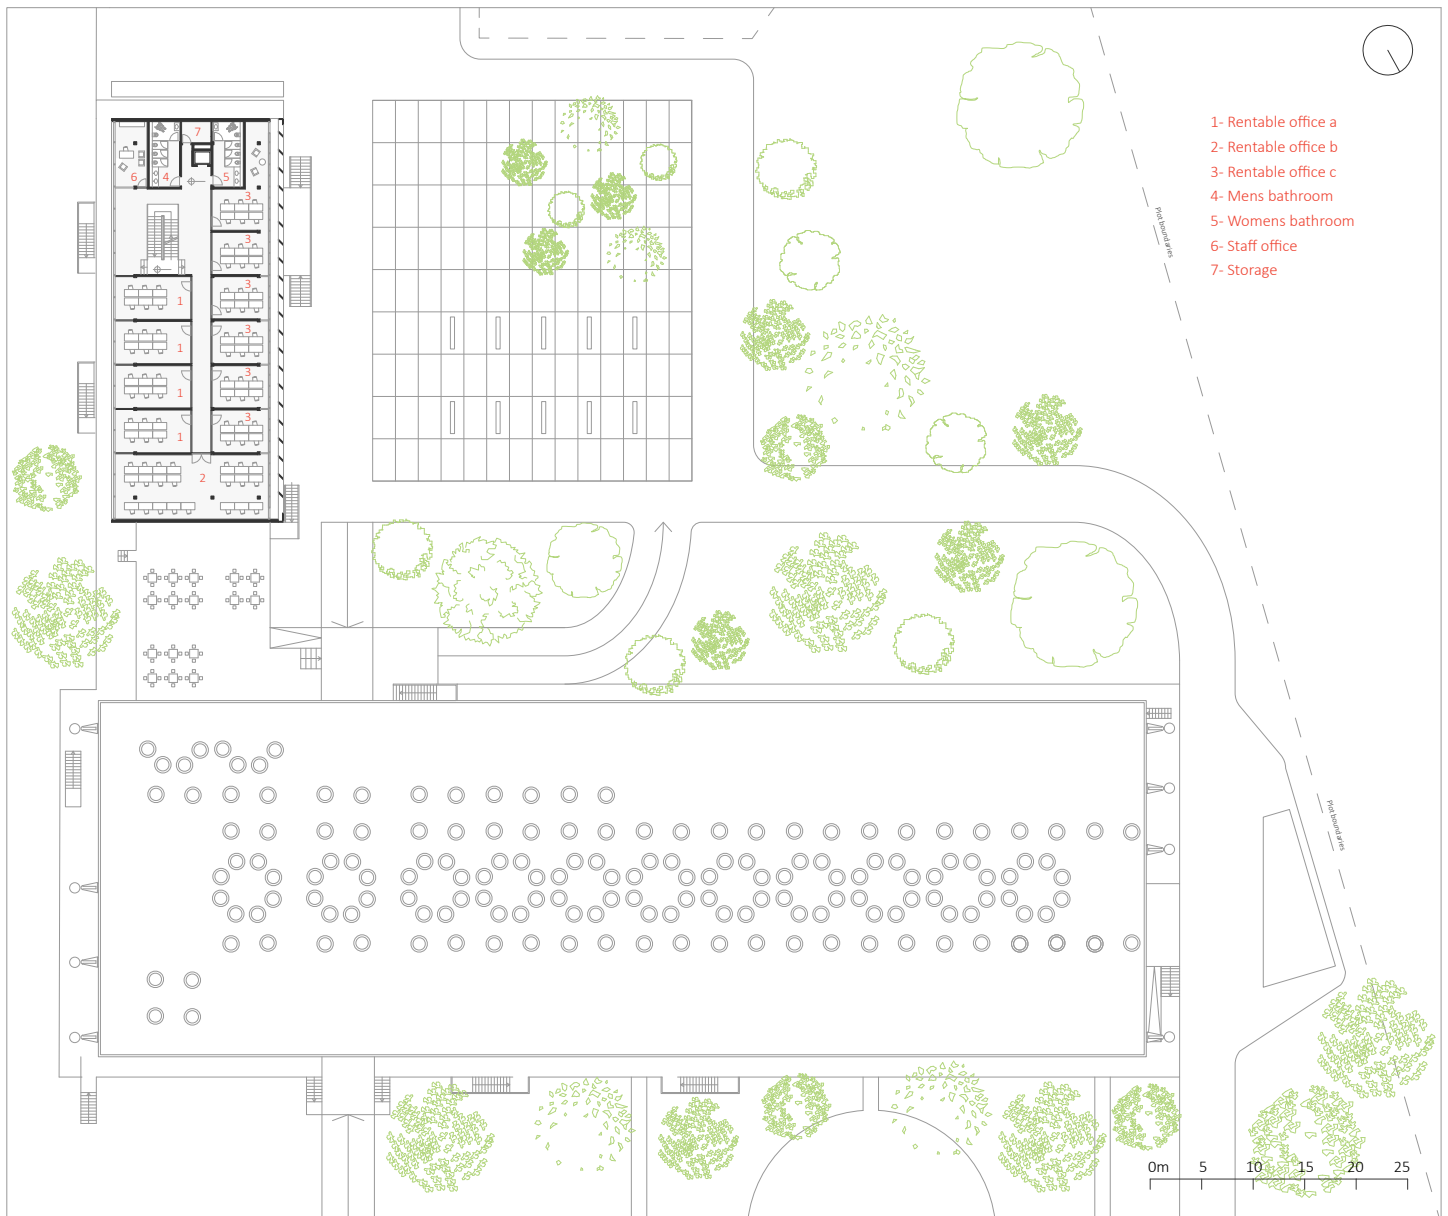 1- Rentable office a
2- Rentable office b
3- Rentable office c
4- Mens bathroom
5- Womens bathroom
6- Staff office
7- Storage
7
6
4
5
3
3
3
1
3
1
3
1
3
1
2
Plot boundaries
Plot boundaries
0m 5 10 15 20 25